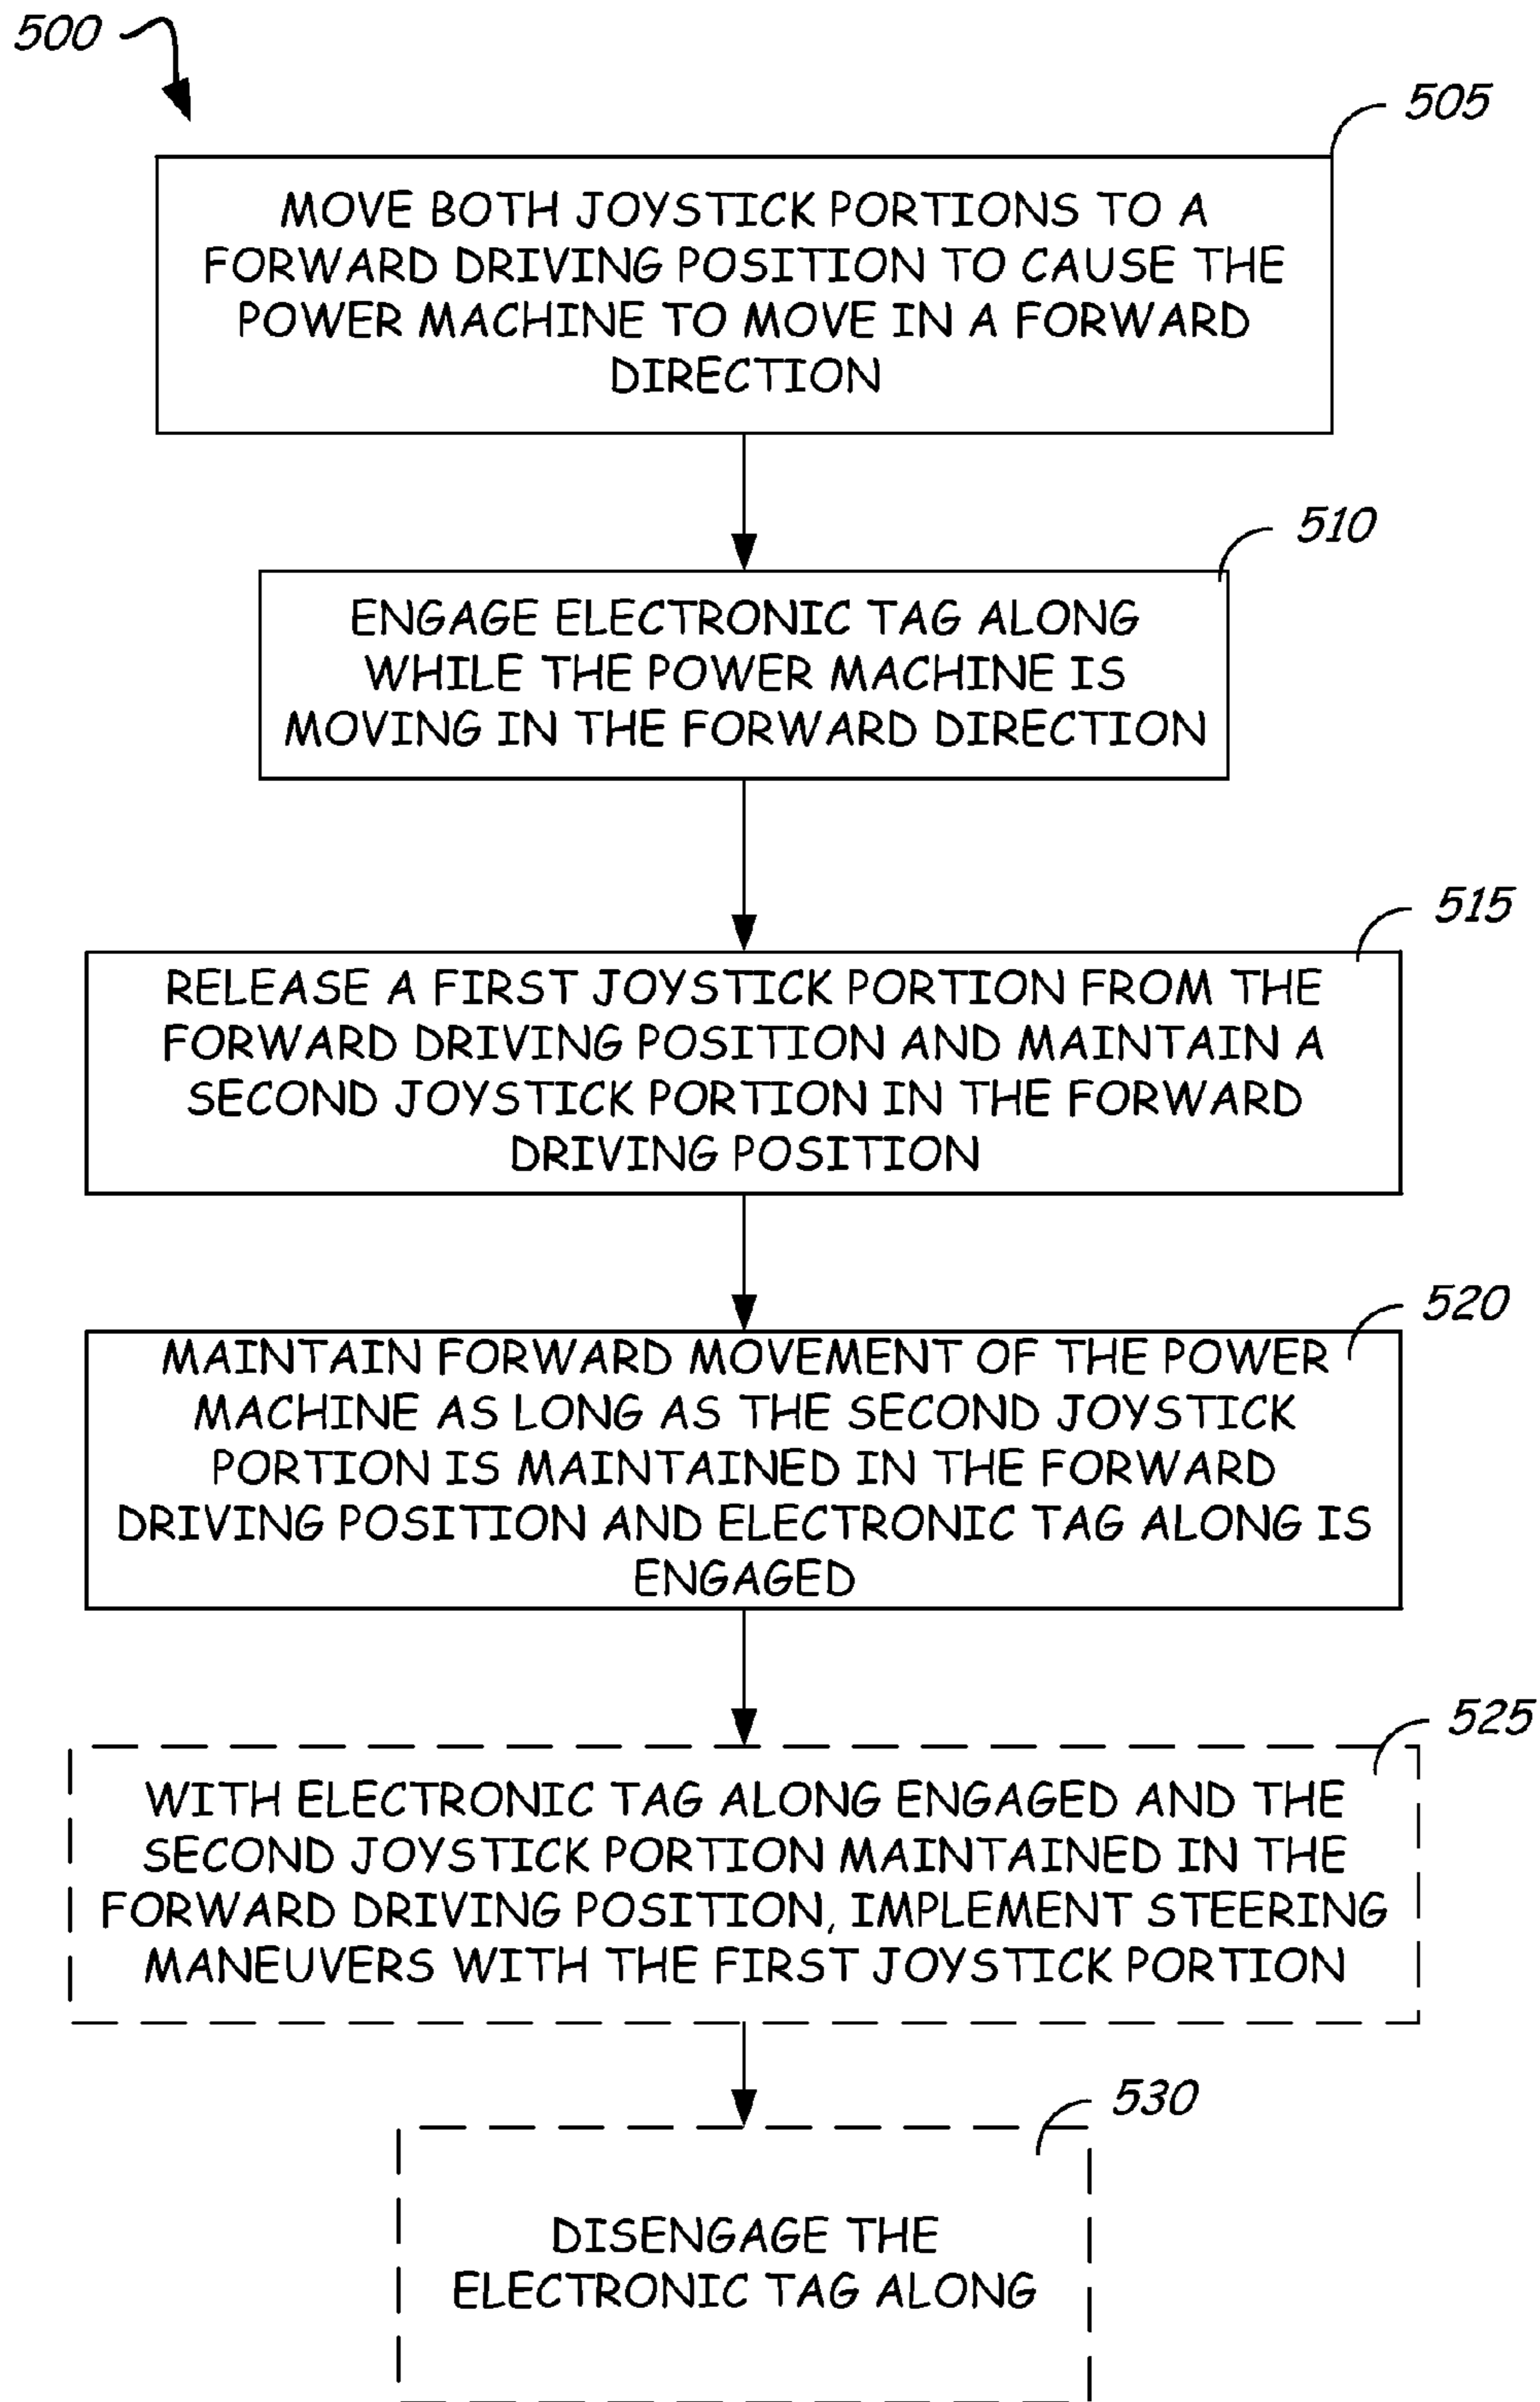 500
505
MOVE BOTH JOYSTICK PORTIONS TO A
FORWARD DRIVING POSITION TO CAUSE THE
POWER MACHINE TO MOVE IN A FORWARD
DIRECTION
510
ENGAGE ELECTRONIC TAG ALONG
WHILE THE POWER MACHINE IS
MOVING IN THE FORWARD DIRECTION
515
RELEASE A FIRST JOYSTICK PORTION FROM THE
FORWARD DRIVING POSITION AND MAINTAIN A
SECOND JOYSTICK PORTION IN THE FORWARD
DRIVING POSITION
520
MAINTAIN FORWARD MOVEMENT OF THE POWER
MACHINE AS LONG AS THE SECOND JOYSTICK
PORTION IS MAINTAINED IN THE FORWARD
DRIVING POSITION AND ELECTRONIC TAG ALONG IS
ENGAGED
525
WITH ELECTRONIC TAG ALONG ENGAGED AND THE
SECOND JOYSTICK PORTION MAINTAINED IN THE
FORWARD DRIVING POSITION, IMPLEMENT STEERING
MANEUVERS WITH THE FIRST JOYSTICK PORTION
530
DISENGAGE THE
ELECTRONIC TAG ALONG